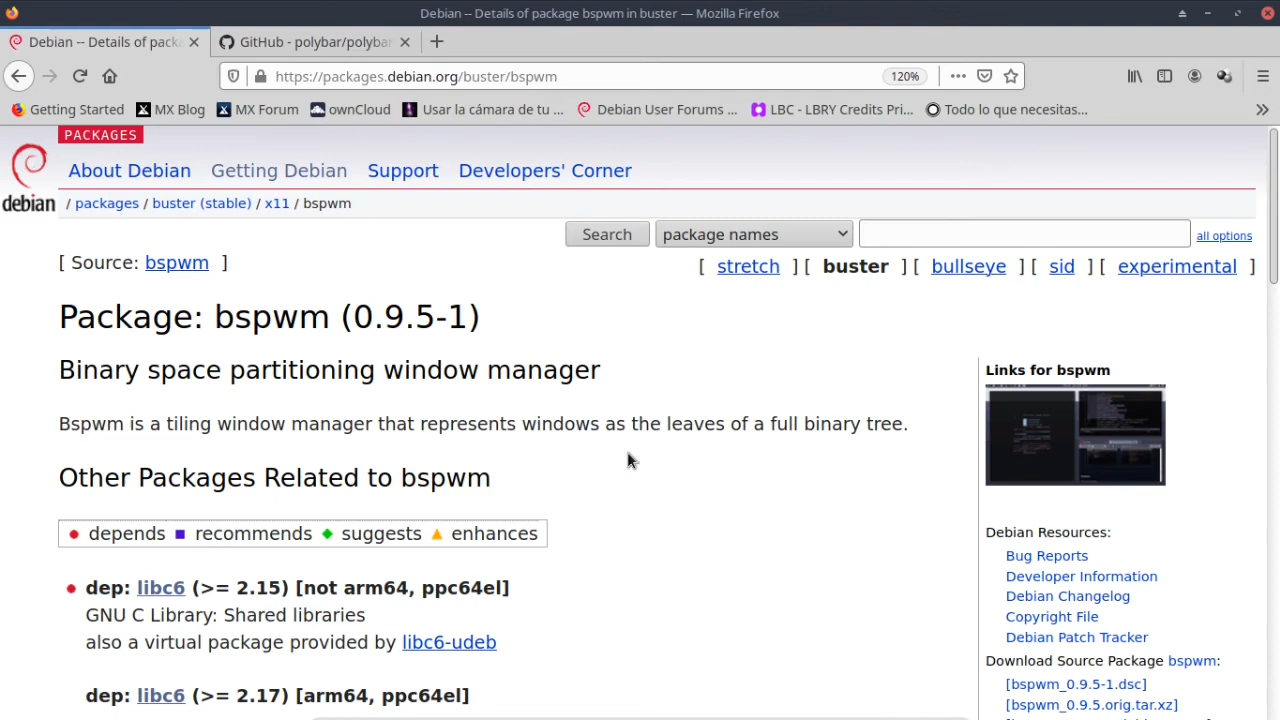 Debian -- Details of package bspwm in buster — Mozilla Firefox
Debian -- Details of pack
GitHub - polybar/polybar
https://packages.debian.org/buster/bspwm
120%
Getting Started
MX Blog
MX Forum
ownCloud
Usar la cámara de tu ...
Debian User Forums ...
LBC - LBRY Credits Pri...
Todo lo que necesitas...
PACKAGES
debian
About Debian Getting Debian Support Developers' Corner
/ packages / buster (stable) / x11 / bspwm
Search package names all options
[ Source: bspwm ]
[ stretch ] [ buster ] [ bullseye ] [ sid ] [ experimental ]
Package: bspwm (0.9.5-1)
Binary space partitioning window manager
Bspwm is a tiling window manager that represents windows as the leaves of a full binary tree.
Other Packages Related to bspwm
depends recommends suggests enhances
dep: libc6 (>= 2.15) [not arm64, ppc64el]
GNU C Library: Shared libraries
also a virtual package provided by libc6-udeb
dep: libc6 (>= 2.17) [arm64, ppc64el]
Links for bspwm
Debian Resources:
Bug Reports
Developer Information
Debian Changelog
Copyright File
Debian Patch Tracker
Download Source Package bspwm:
[bspwm_0.9.5-1.dsc]
[bspwm_0.9.5.orig.tar.xz]